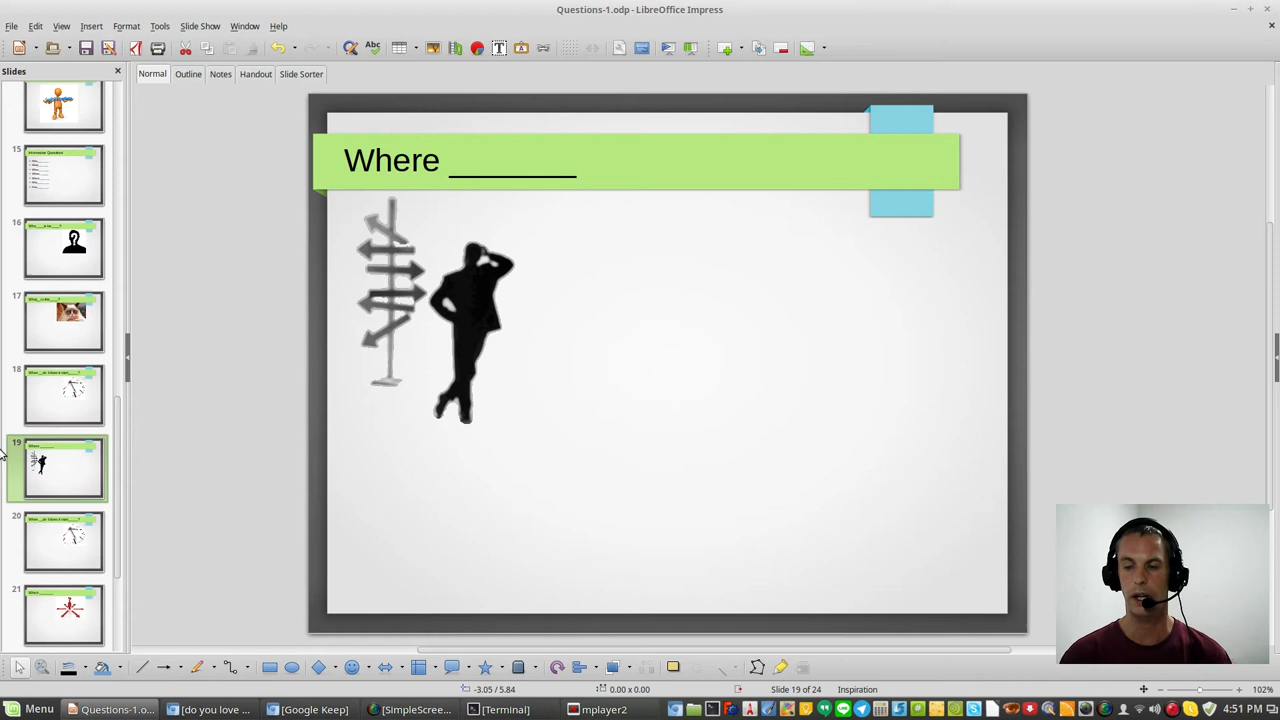 Questions-1.odp - LibreOffice Impress
File Edit View Insert Format Tools Slide Show Window Help
Abc
Slides
Normal Outline Notes Handout Slide Sorter
Where _______
15
16
17
18
19
20
21
-3.05 / 5.84
0.00 x 0.00
Slide 19 of 24
Inspiration
102%
Menu
Questions-1.o...
[do you love ...
[Google Keep]
[SImpleScree...
[Terminal]
mplayer2
4:51 PM